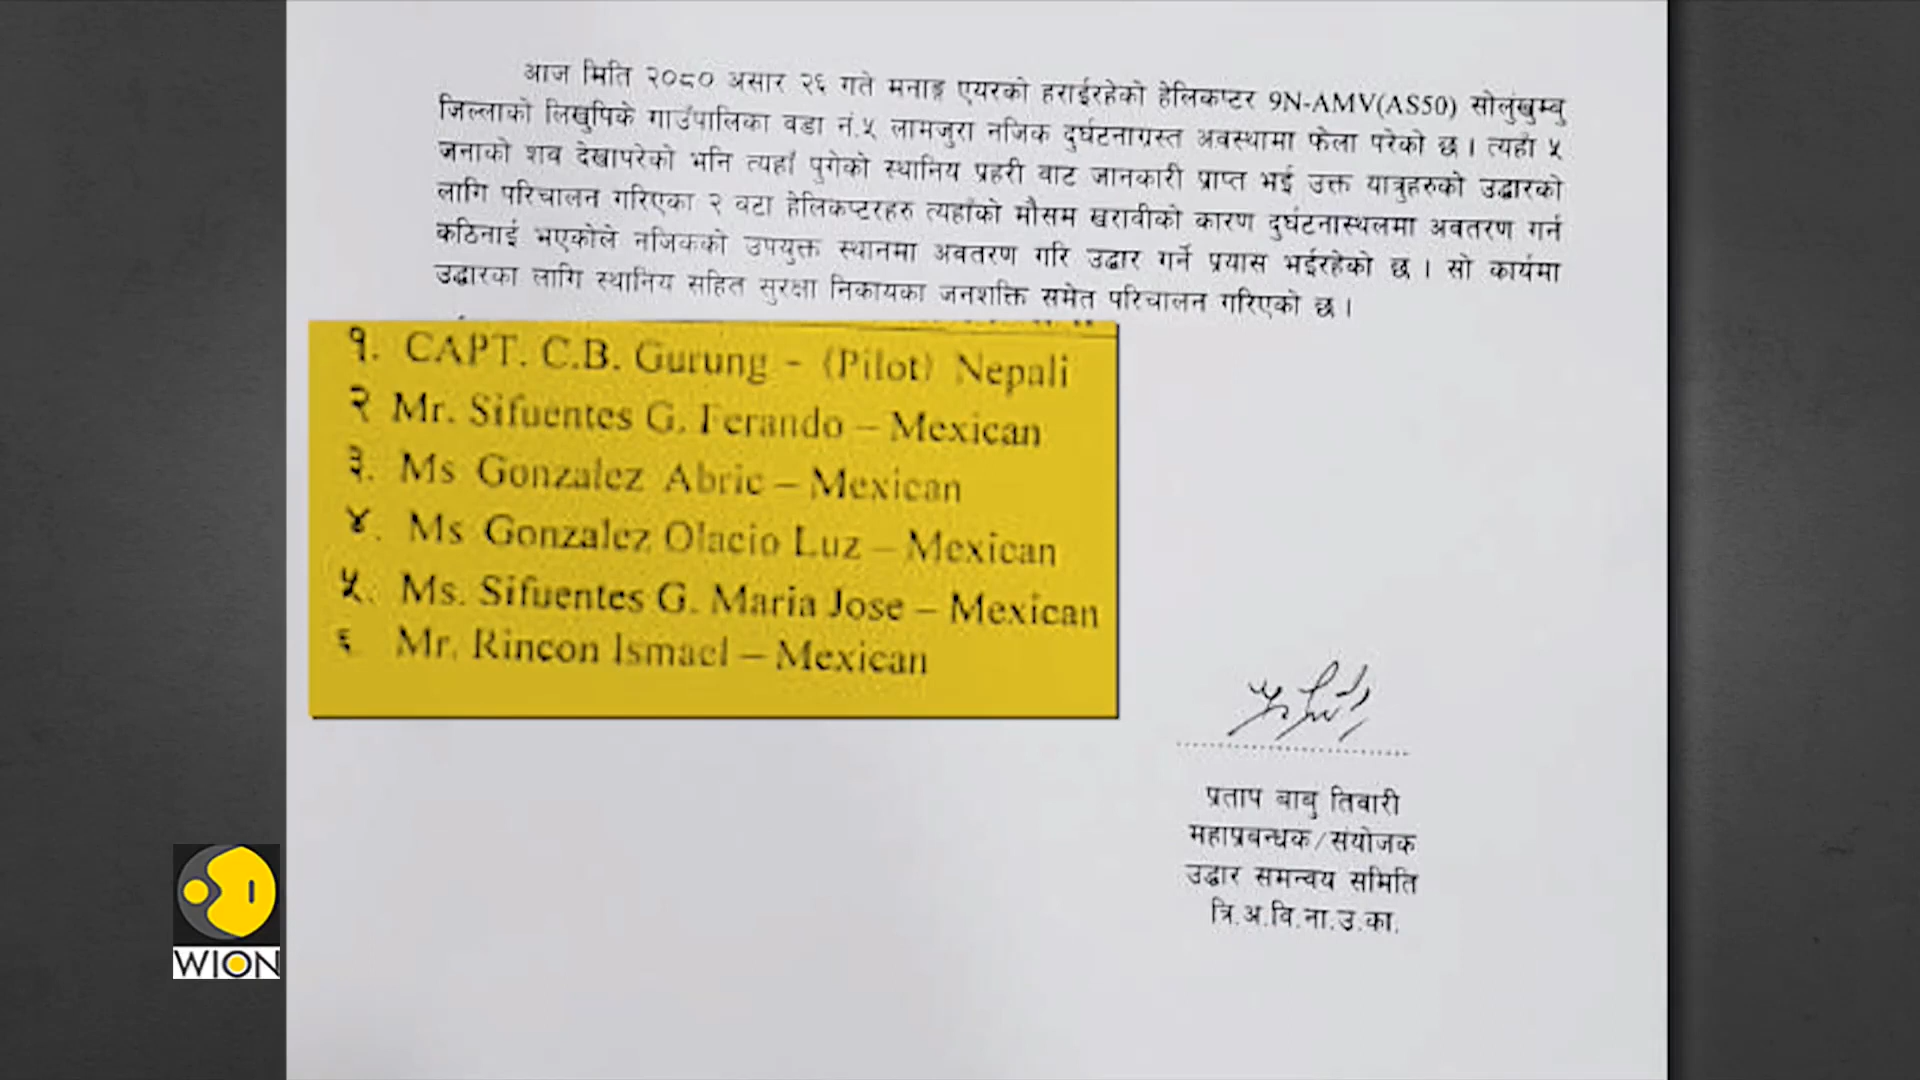 आज मिति २०८० असार २६ गते मनाङ्ग एयरको हराईरहेको हेलिकप्टर 9N-AMV(AS50) सोलुंखुम्बु
जिल्लाको लिखुपिके गाउँपालिका वडा नं.५ लामजुरा नजिक दुर्घटनाग्रस्त अवस्थामा फेला परेको छ । त्यहाँ ५
जनाको शव देखापरेको भनि त्यहाँ पुगेको स्थानिय प्रहरी बाट जानकारी प्राप्त भई उक्त यात्रुहरुको उद्धारको
लागि परिचालन गरिएका २ वटा हेलिकप्टरहरु त्यहाँको मौसम खराबीको कारण दुर्घटनास्थलमा अवतरण गर्न
कठिनाई भएकोले नजिकको उपयुक्त स्थानमा अवतरण गरि उद्धार गर्ने प्रयास भईरहेको छ । सो कार्यमा
उद्धारका लागि स्थानिय सहित सुरक्षा निकायका जनशक्ति समेत परिचालन गरिएको छ ।
१. CAPT. C.B. Gurung - (Pilot) Nepali
२ Mr. Sifuentes G. Ferando – Mexican
३. Ms Gonzalez Abric – Mexican
४. Ms Gonzalez Olacio Luz – Mexican
५. Ms. Sifuentes G. Maria Jose – Mexican
६ Mr. Rincon Ismael – Mexican
प्रताप बाबु तिवारी
महाप्रबन्धक/संयोजक
उद्धार समन्वय समिति
त्रि.अ.वि.ना.उ.का.
WION